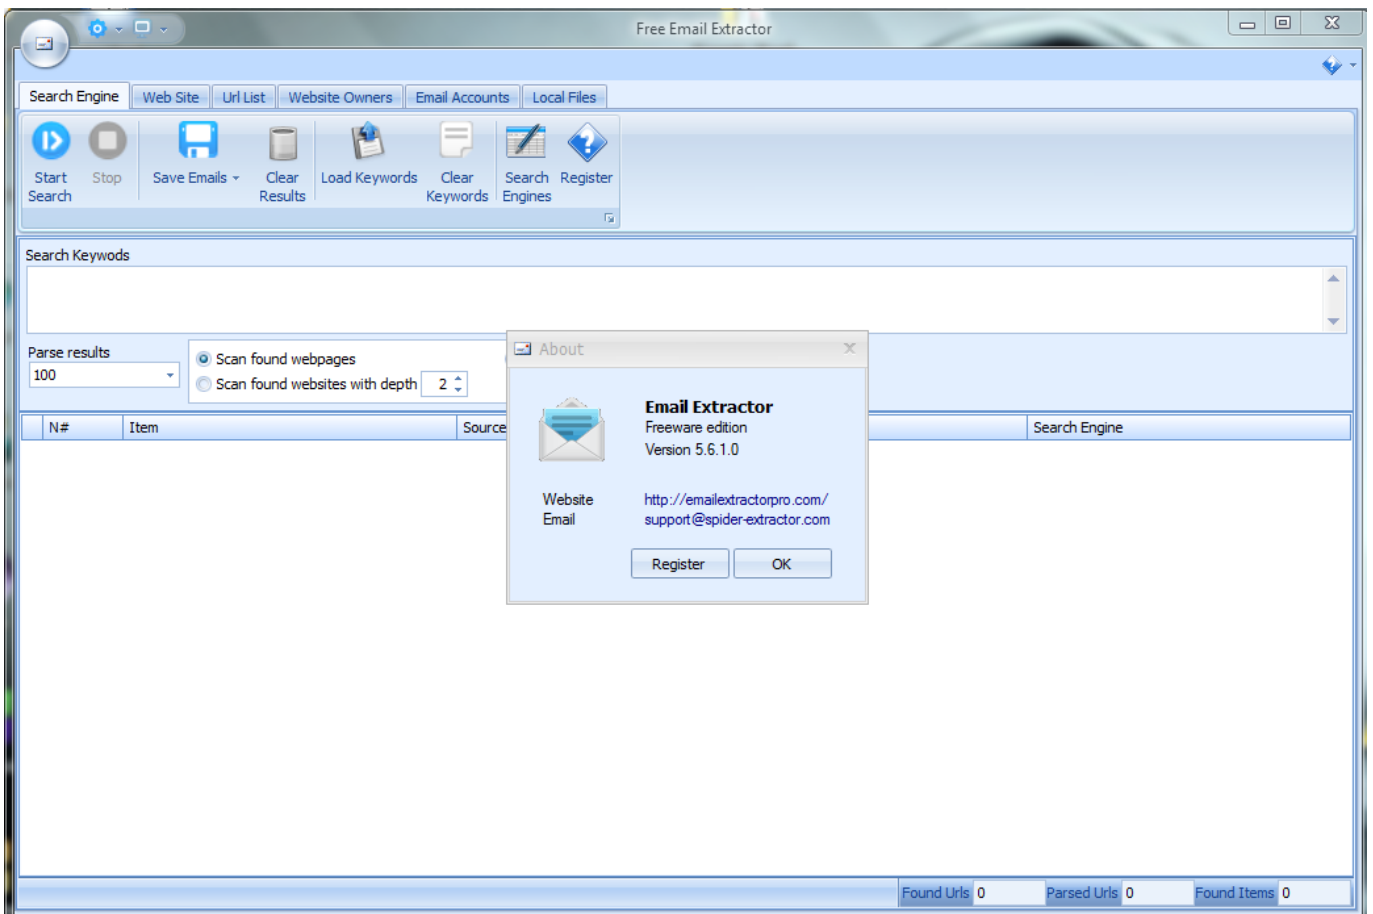 Free Email Extractor
Search Engine Web Site Url List Website Owners Email Accounts Local Files
Start Search Stop Save Emails Clear Results Load Keywords Clear Keywords Search Engines Register
Search Keywods
Parse results
100
Scan found webpages
Scan found websites with depth 2
N# Item Source Search Engine
About
Email Extractor
Freeware edition
Version 5.6.1.0
Website http://emailextractorpro.com/
Email support@spider-extractor.com
Register OK
Found Urls 0 Parsed Urls 0 Found Items 0